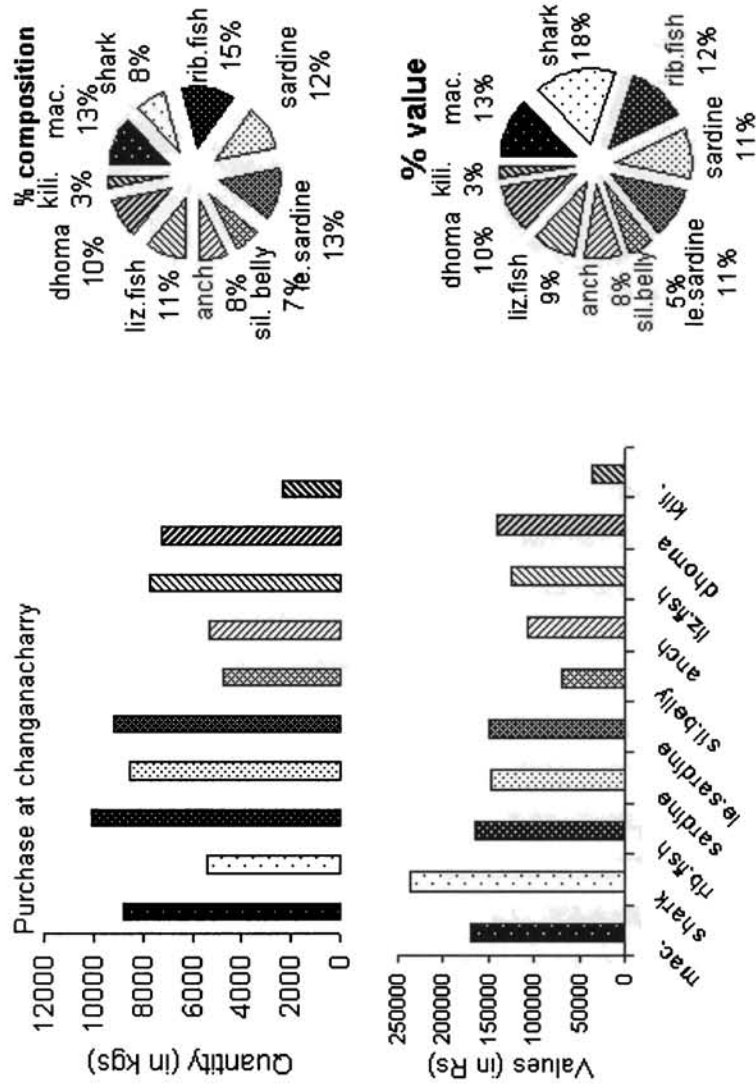 Purchase at changanacharry
Quantity (in kgs)
12000
10000
8000
6000
4000
2000
0
% composition
mac.
13%
shark
8%
rib.fish
15%
sardine
12%
le.sardine
13%
sil. belly
7%
anch
8%
liz.fish
11%
dhoma
10%
kili.
3%
Values (in Rs)
250000
200000
150000
100000
50000
0
mac.
shark
rib.fish
sardine
le.sardine
sil.belly
anch
liz.fish
dhoma
kili.
% value
mac.
13%
shark
18%
rib.fish
12%
sardine
11%
le.sardine
11%
sil.belly
5%
anch
8%
liz.fish
9%
dhoma
10%
kili.
3%